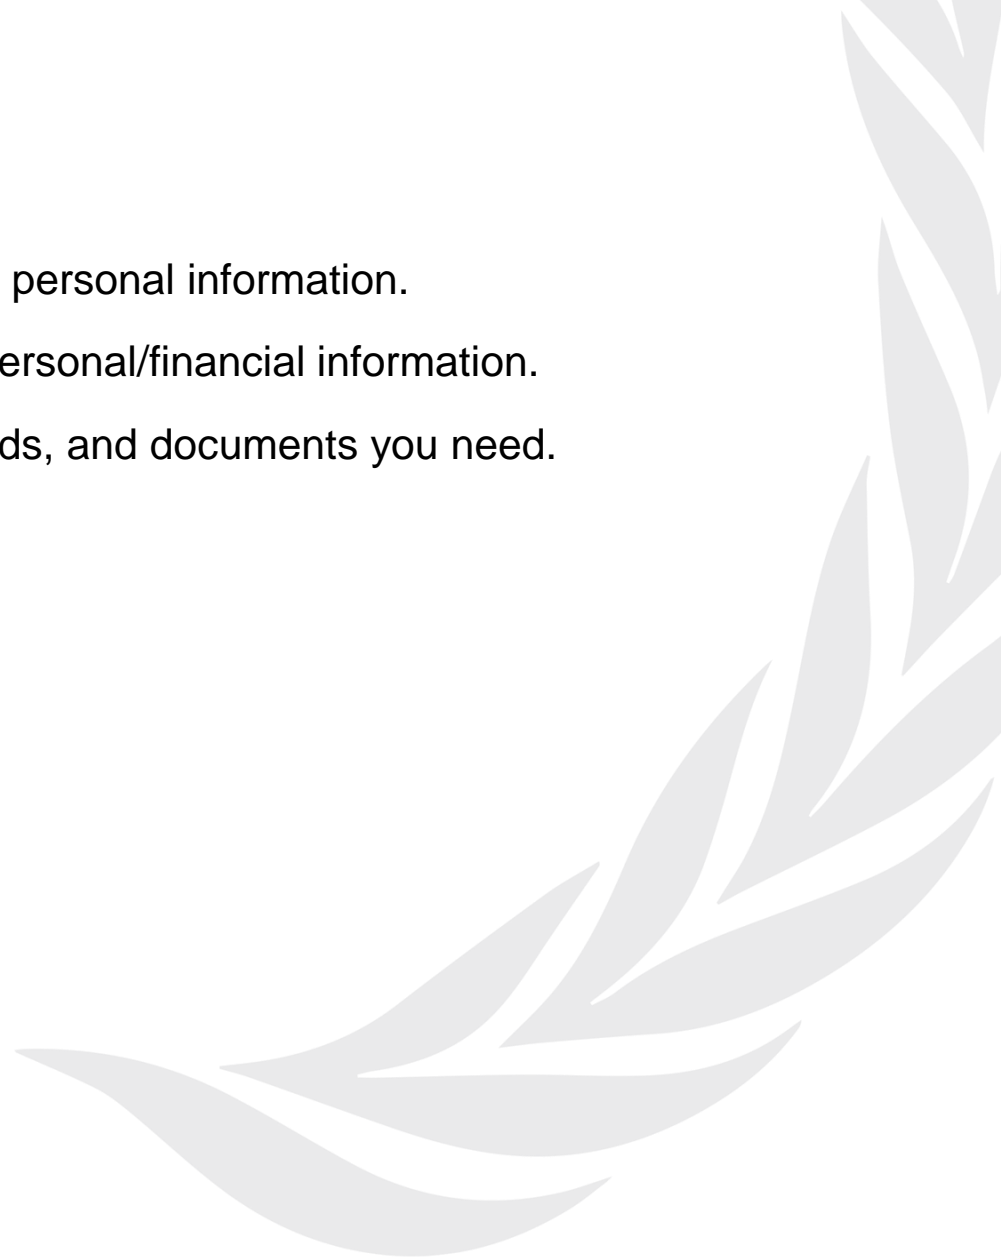 personal information.
ersonal/financial information.
ds, and documents you need.